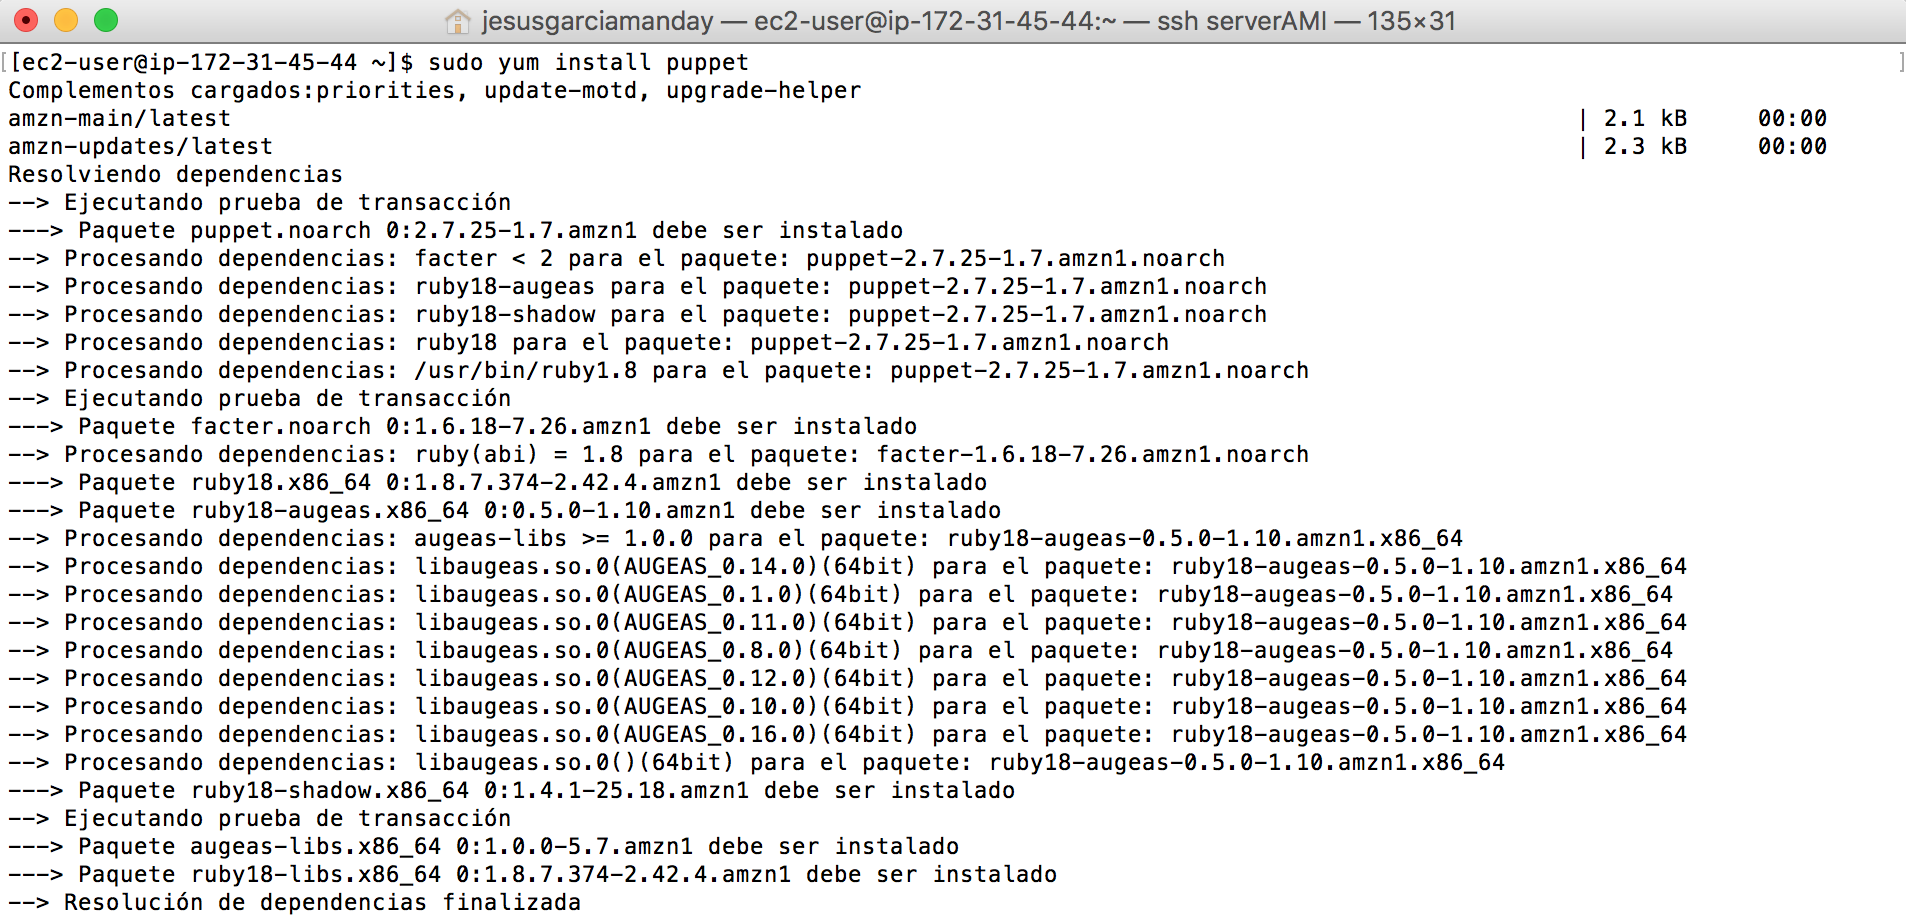 jesusgarciamanday — ec2-user@ip-172-31-45-44:~ — ssh serverAMI — 135×31
[[ec2-user@ip-172-31-45-44 ~]$ sudo yum install puppet ]
Complementos cargados:priorities, update-motd, upgrade-helper
amzn-main/latest | 2.1 kB 00:00
amzn-updates/latest | 2.3 kB 00:00
Resolviendo dependencias
--> Ejecutando prueba de transacción
---> Paquete puppet.noarch 0:2.7.25-1.7.amzn1 debe ser instalado
--> Procesando dependencias: facter < 2 para el paquete: puppet-2.7.25-1.7.amzn1.noarch
--> Procesando dependencias: ruby18-augeas para el paquete: puppet-2.7.25-1.7.amzn1.noarch
--> Procesando dependencias: ruby18-shadow para el paquete: puppet-2.7.25-1.7.amzn1.noarch
--> Procesando dependencias: ruby18 para el paquete: puppet-2.7.25-1.7.amzn1.noarch
--> Procesando dependencias: /usr/bin/ruby1.8 para el paquete: puppet-2.7.25-1.7.amzn1.noarch
--> Ejecutando prueba de transacción
---> Paquete facter.noarch 0:1.6.18-7.26.amzn1 debe ser instalado
--> Procesando dependencias: ruby(abi) = 1.8 para el paquete: facter-1.6.18-7.26.amzn1.noarch
---> Paquete ruby18.x86_64 0:1.8.7.374-2.42.4.amzn1 debe ser instalado
---> Paquete ruby18-augeas.x86_64 0:0.5.0-1.10.amzn1 debe ser instalado
--> Procesando dependencias: augeas-libs >= 1.0.0 para el paquete: ruby18-augeas-0.5.0-1.10.amzn1.x86_64
--> Procesando dependencias: libaugeas.so.0(AUGEAS_0.14.0)(64bit) para el paquete: ruby18-augeas-0.5.0-1.10.amzn1.x86_64
--> Procesando dependencias: libaugeas.so.0(AUGEAS_0.1.0)(64bit) para el paquete: ruby18-augeas-0.5.0-1.10.amzn1.x86_64
--> Procesando dependencias: libaugeas.so.0(AUGEAS_0.11.0)(64bit) para el paquete: ruby18-augeas-0.5.0-1.10.amzn1.x86_64
--> Procesando dependencias: libaugeas.so.0(AUGEAS_0.8.0)(64bit) para el paquete: ruby18-augeas-0.5.0-1.10.amzn1.x86_64
--> Procesando dependencias: libaugeas.so.0(AUGEAS_0.12.0)(64bit) para el paquete: ruby18-augeas-0.5.0-1.10.amzn1.x86_64
--> Procesando dependencias: libaugeas.so.0(AUGEAS_0.10.0)(64bit) para el paquete: ruby18-augeas-0.5.0-1.10.amzn1.x86_64
--> Procesando dependencias: libaugeas.so.0(AUGEAS_0.16.0)(64bit) para el paquete: ruby18-augeas-0.5.0-1.10.amzn1.x86_64
--> Procesando dependencias: libaugeas.so.0()(64bit) para el paquete: ruby18-augeas-0.5.0-1.10.amzn1.x86_64
---> Paquete ruby18-shadow.x86_64 0:1.4.1-25.18.amzn1 debe ser instalado
--> Ejecutando prueba de transacción
---> Paquete augeas-libs.x86_64 0:1.0.0-5.7.amzn1 debe ser instalado
---> Paquete ruby18-libs.x86_64 0:1.8.7.374-2.42.4.amzn1 debe ser instalado
--> Resolución de dependencias finalizada